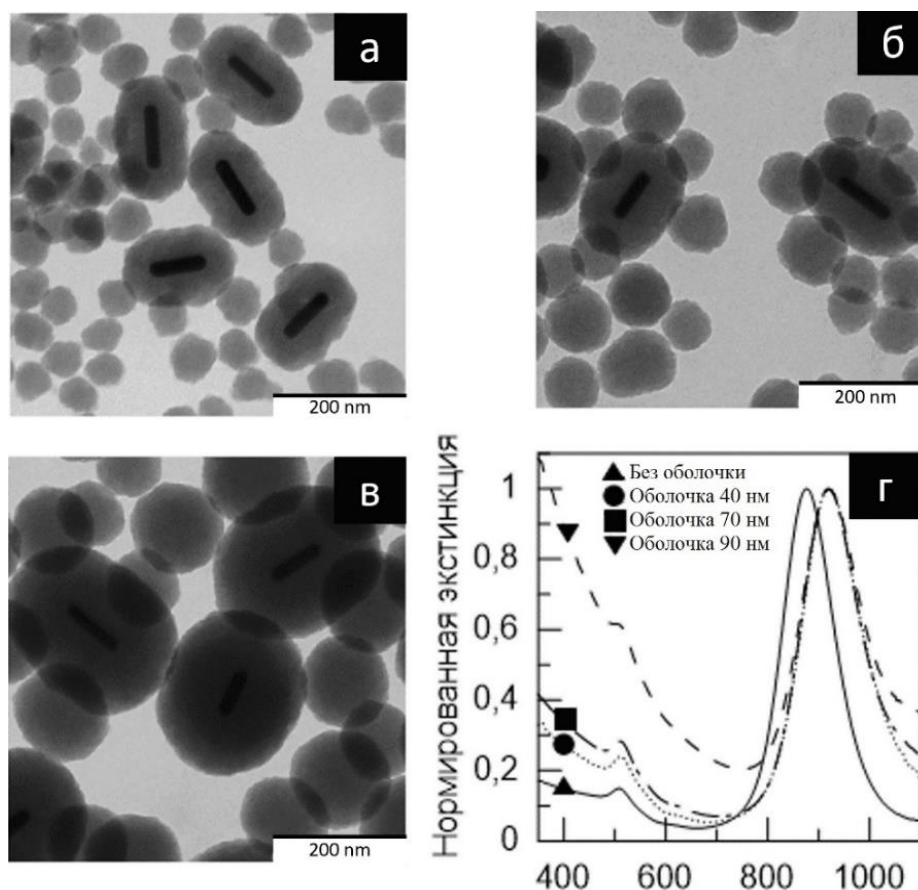 а
200 nm
б
200 nm
в
200 nm
г
Нормированная экстинкция
1
0,8
0,6
0,4
0,2
0
400
600
800
1000
Без оболочки
Оболочка 40 нм
Оболочка 70 нм
Оболочка 90 нм